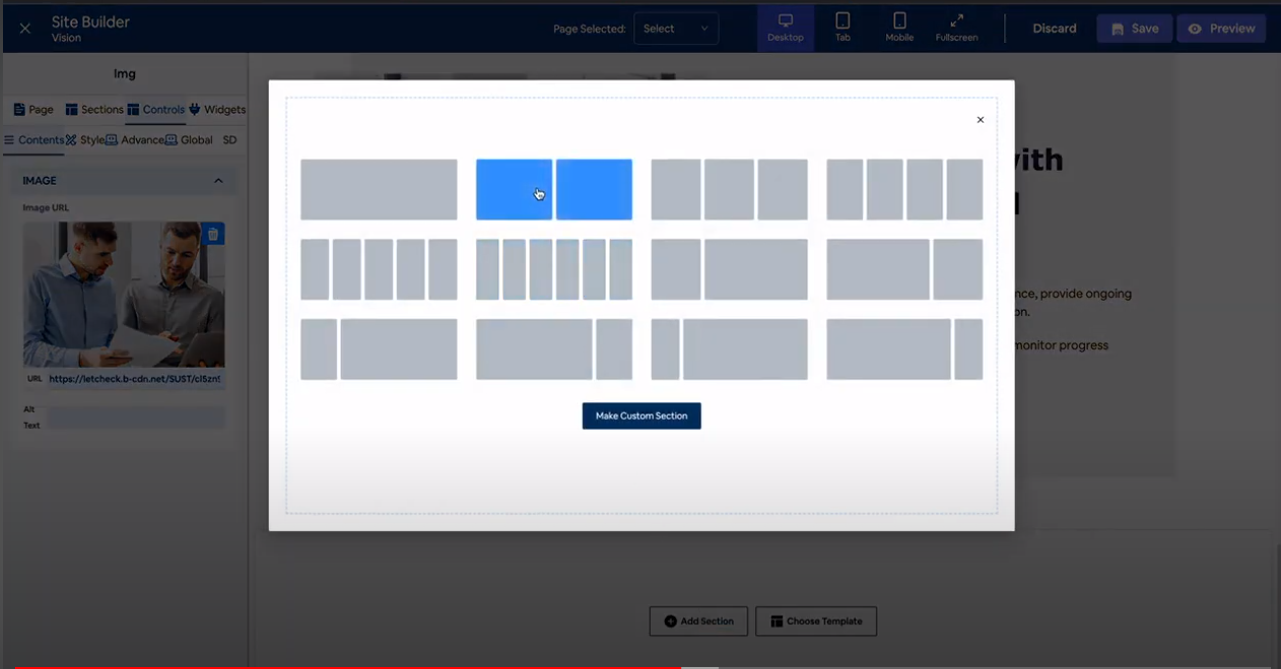 Site Builder
Vision
Page Selected:
Select
Desktop
Tab
Mobile
Fullscreen
Discard
Save
Preview
Img
Page
Sections
Controls
Widgets
Contents
Style
Advance
Global
SD
IMAGE
Image URL
URL
https://letcheck.b-cdn.net/SUST/cl5zn
Alt
Text
Make Custom Section
with
nce, provide ongoing
on.
monitor progress
Add Section
Choose Template